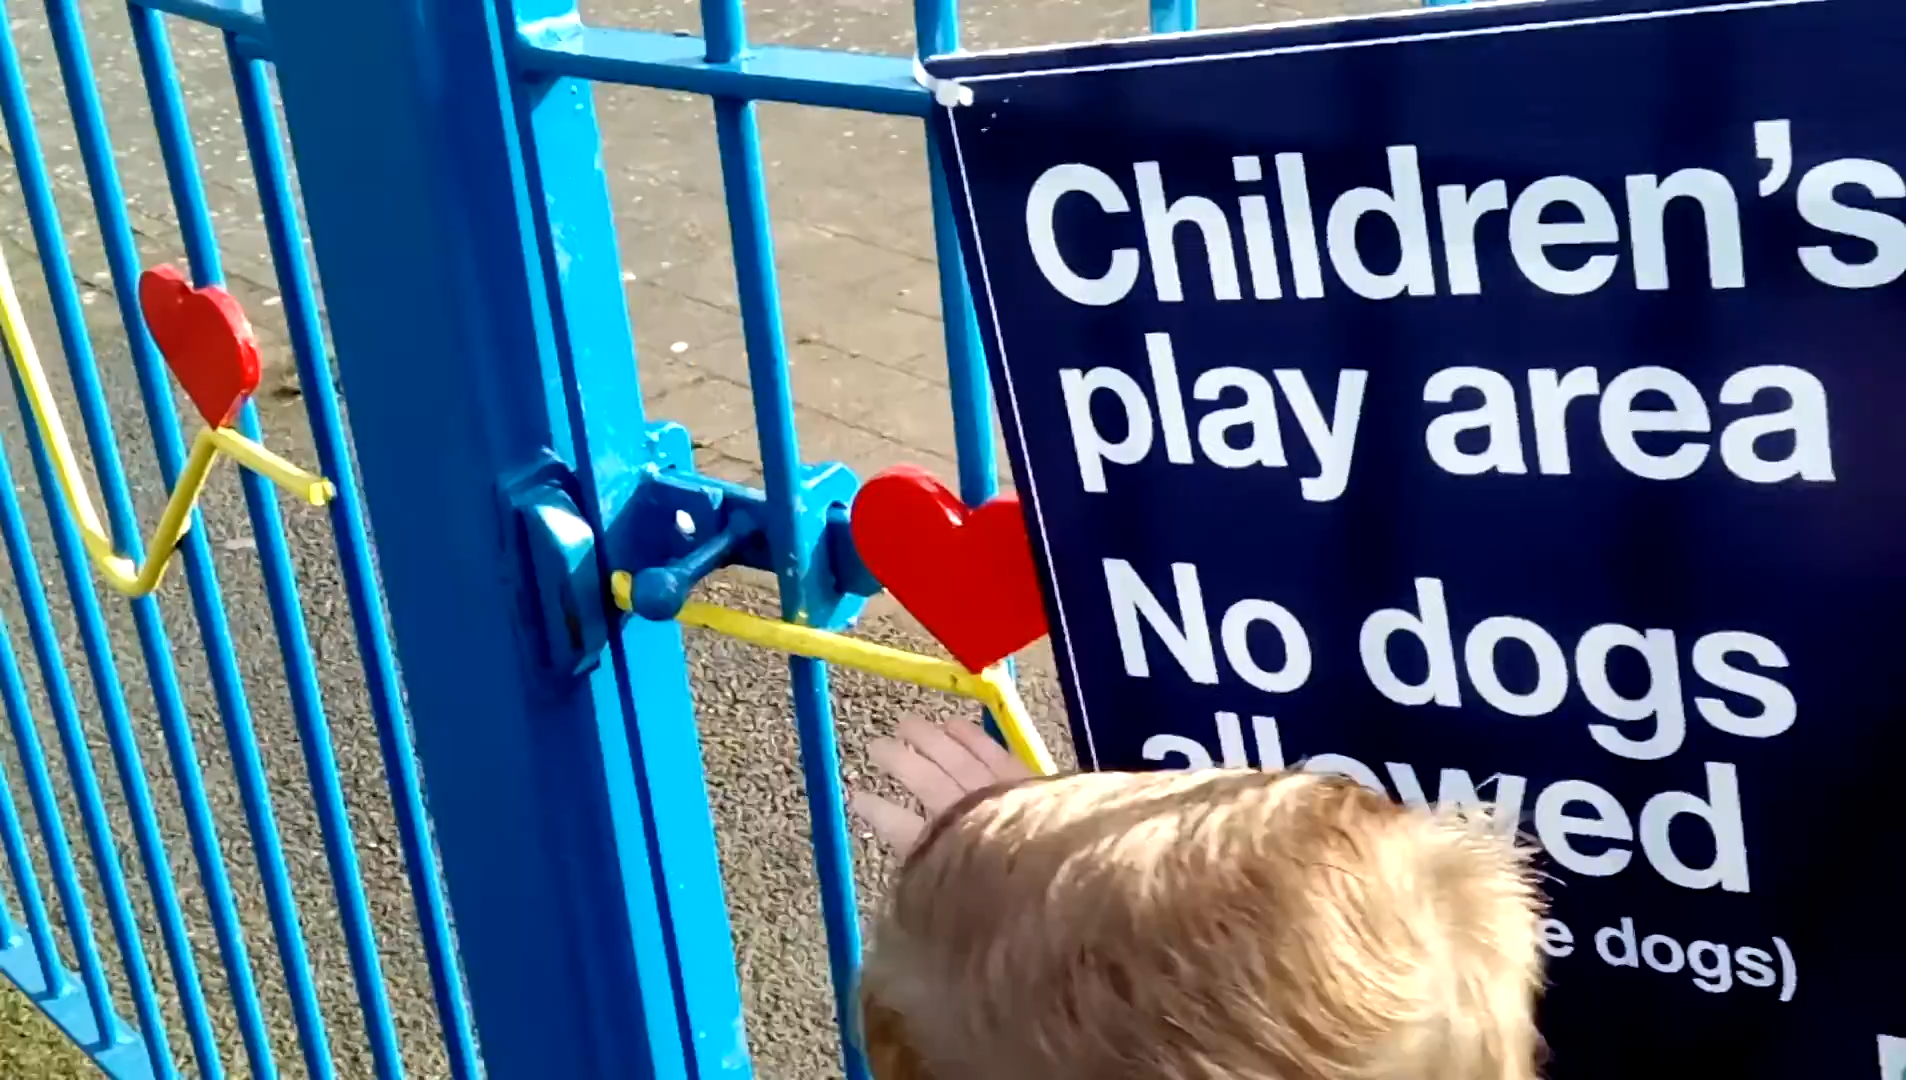 Children's
play area
No dogs
allowed
dogs)